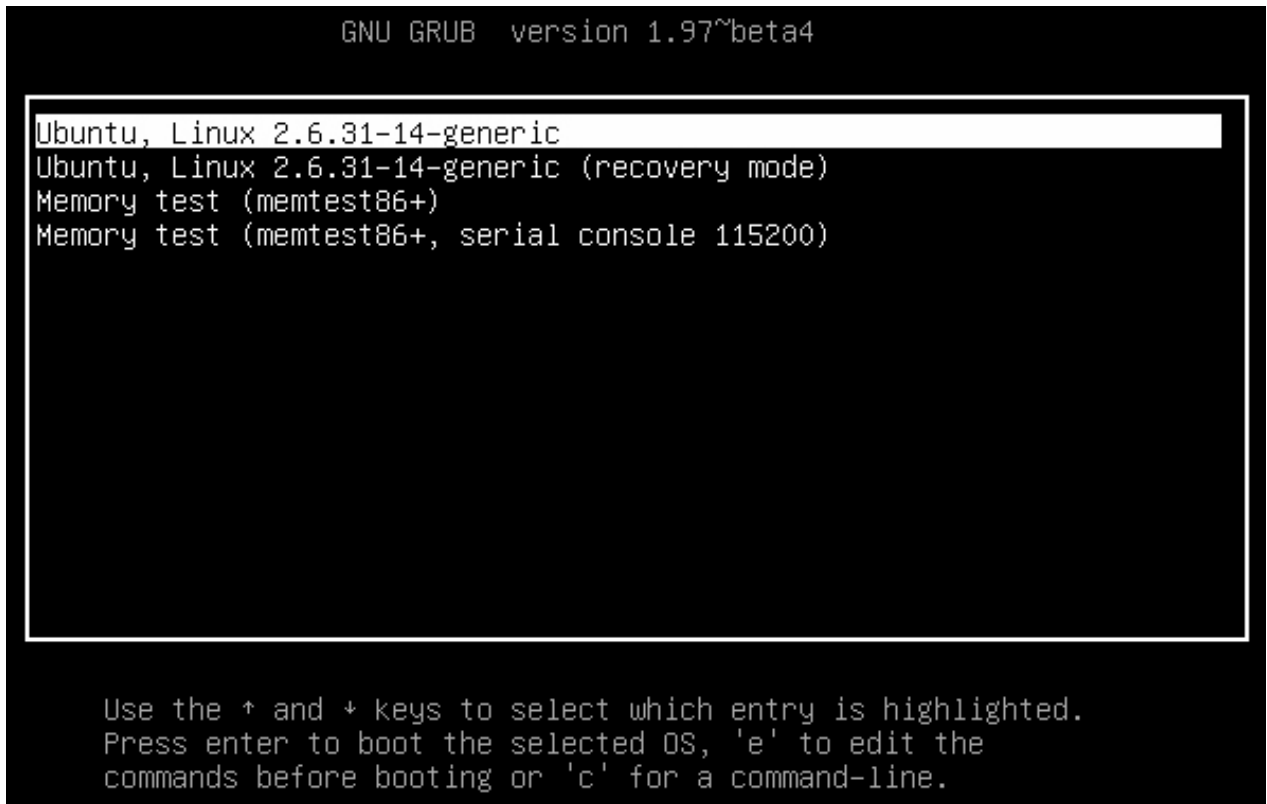 GNU GRUB  version 1.97~beta4
Ubuntu, Linux 2.6.31-14-generic
Ubuntu, Linux 2.6.31-14-generic (recovery mode)
Memory test (memtest86+)
Memory test (memtest86+, serial console 115200)
Use the ↑ and ↓ keys to select which entry is highlighted.
Press enter to boot the selected OS, 'e' to edit the
commands before booting or 'c' for a command-line.